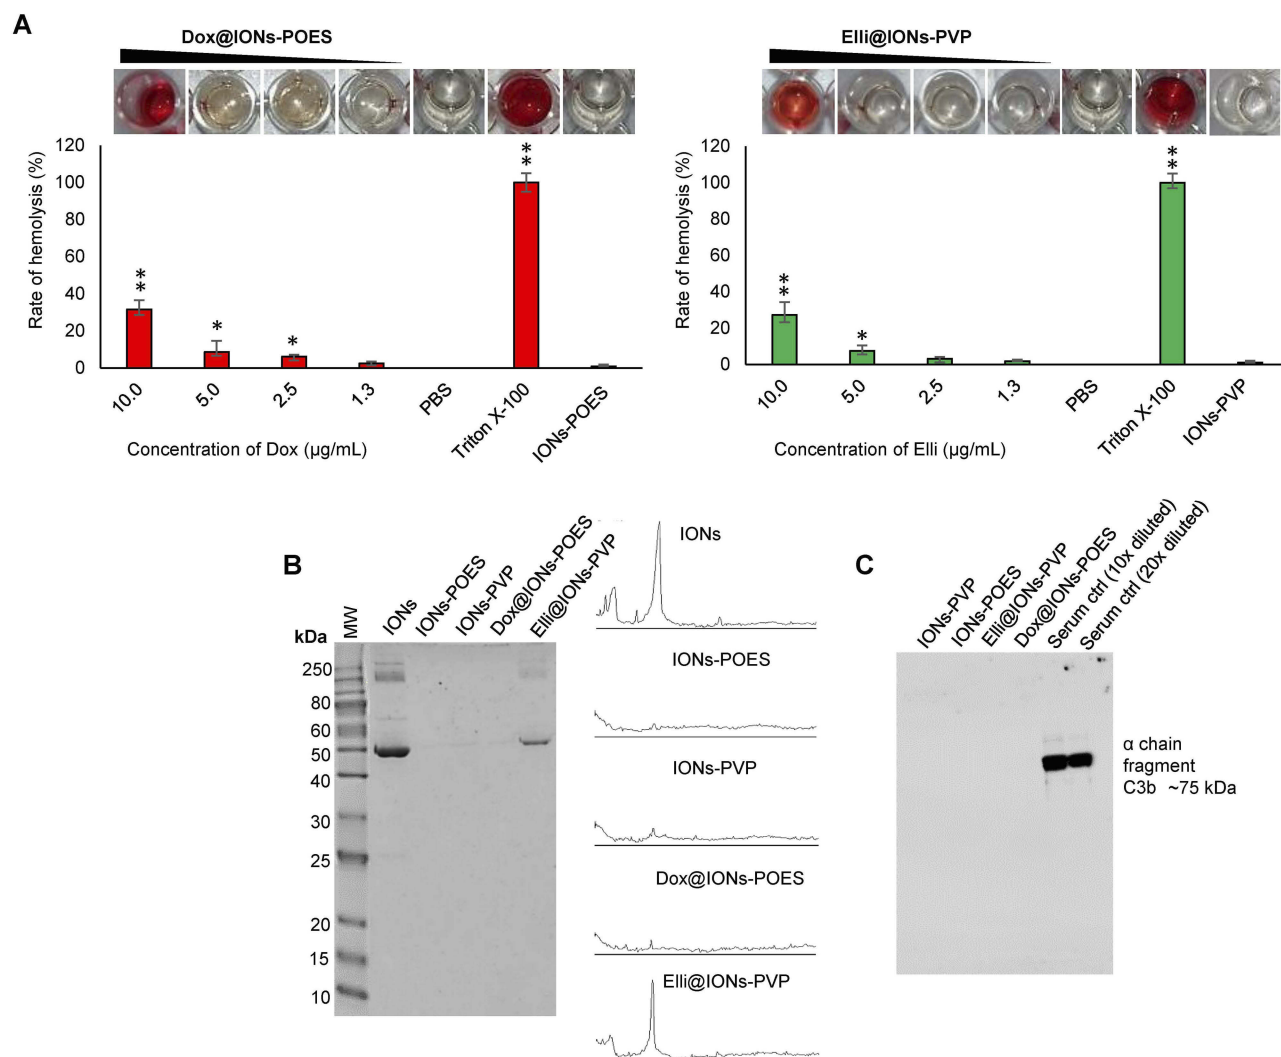 A
Dox@IONs-POES
Rate of hemolysis (%)
120
100
80
60
40
20
0
**
*
*
**
10.0
5.0
2.5
1.3
PBS
Triton X-100
IONs-POES
Concentration of Dox (µg/mL)
Elli@IONs-PVP
Rate of hemolysis (%)
120
100
80
60
40
20
0
**
*
**
10.0
5.0
2.5
1.3
PBS
Triton X-100
IONs-PVP
Concentration of Elli (µg/mL)
B
kDa
MW
IONs
IONs-POES
IONs-PVP
Dox@IONs-POES
Elli@IONs-PVP
250
80
60
50
40
30
25
20
15
10
IONs
IONs-POES
IONs-PVP
Dox@IONs-POES
Elli@IONs-PVP
C
IONs-PVP
IONs-POES
Elli@IONs-PVP
Dox@IONs-POES
Serum ctrl (10x diluted)
Serum ctrl (20x diluted)
α chain
fragment
C3b ~75 kDa